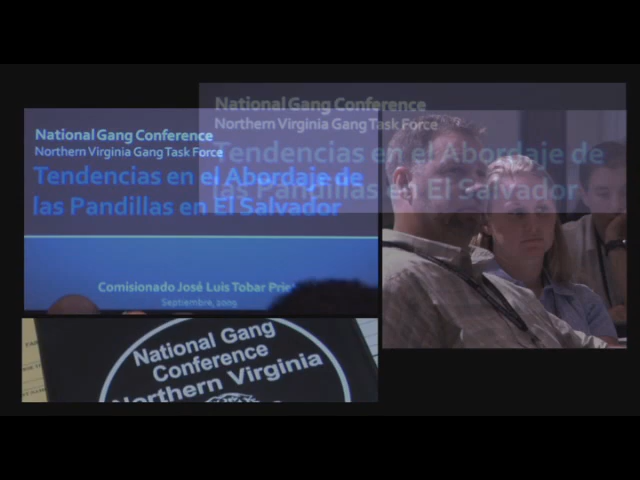 National Gang Conference
Northern Virginia Gang Task Force
Tendencias en el Abordaje de
las Pandillas en El Salvador
National Gang Conference
Northern Virginia Gang Task Force
Tendencias en el Abordaje de
las Pandillas en El Salvador
Comisionado José Luis Tobar
Septiembre, 2009
National Gang
Conference
Northern Virginia